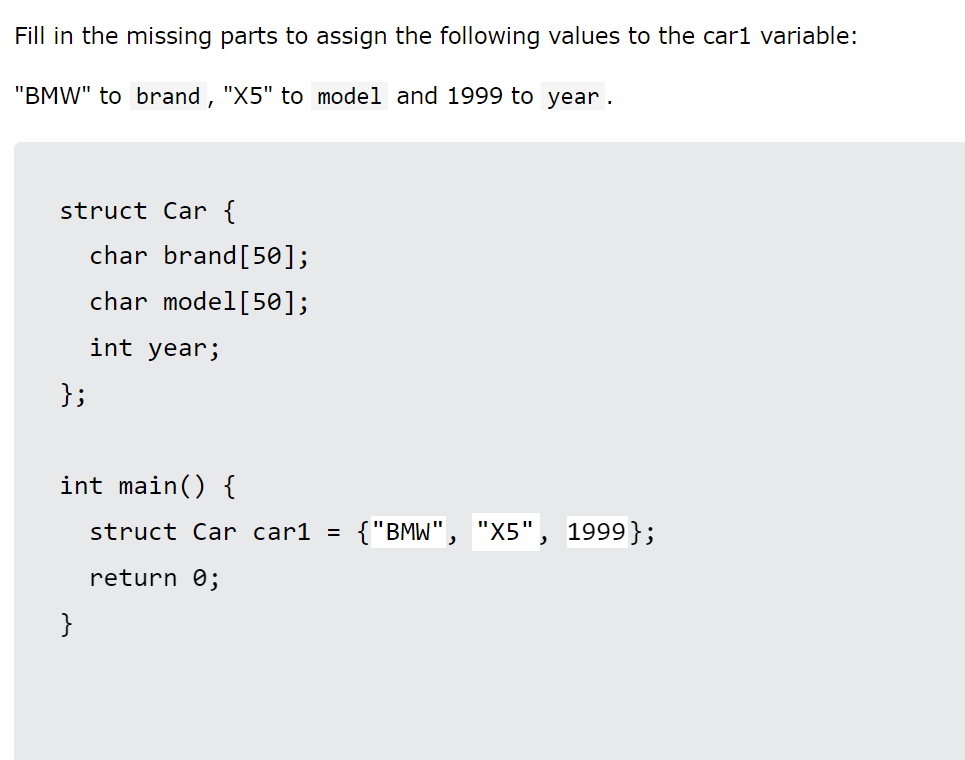 Fill in the missing parts to assign the following values to the car1 variable:
"BMW" to brand, "X5" to model and 1999 to year.
struct Car {
  char brand[50];
  char model[50];
  int year;
};
int main() {
  struct Car car1 = {"BMW", "X5", 1999};
  return 0;
}